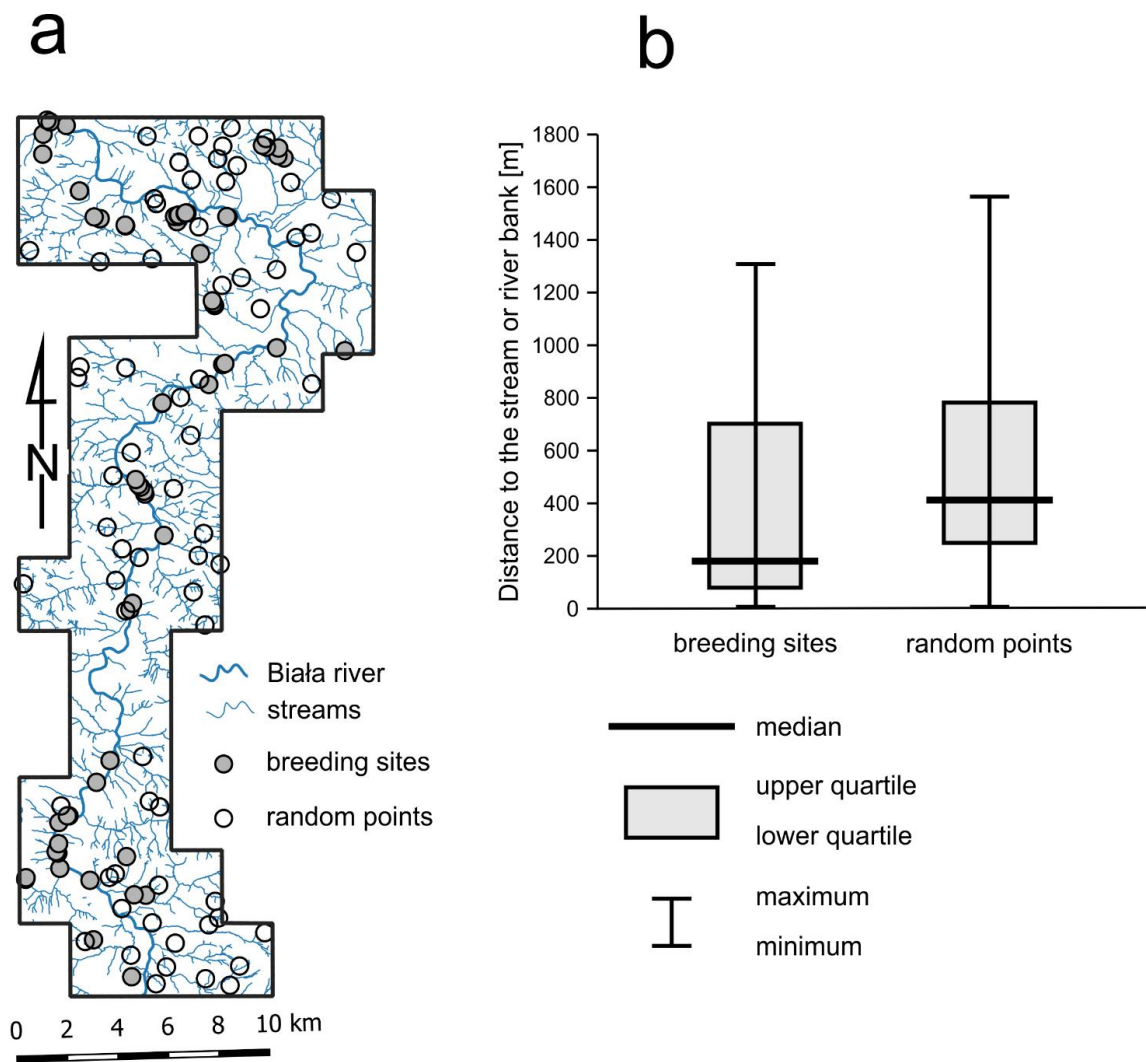 a
N
Biała river
streams
breeding sites
random points
0 2 4 6 8 10 km
b
Distance to the stream or river bank [m]
1800
1600
1400
1200
1000
800
600
400
200
0
breeding sites random points
median
upper quartile
lower quartile
maximum
minimum